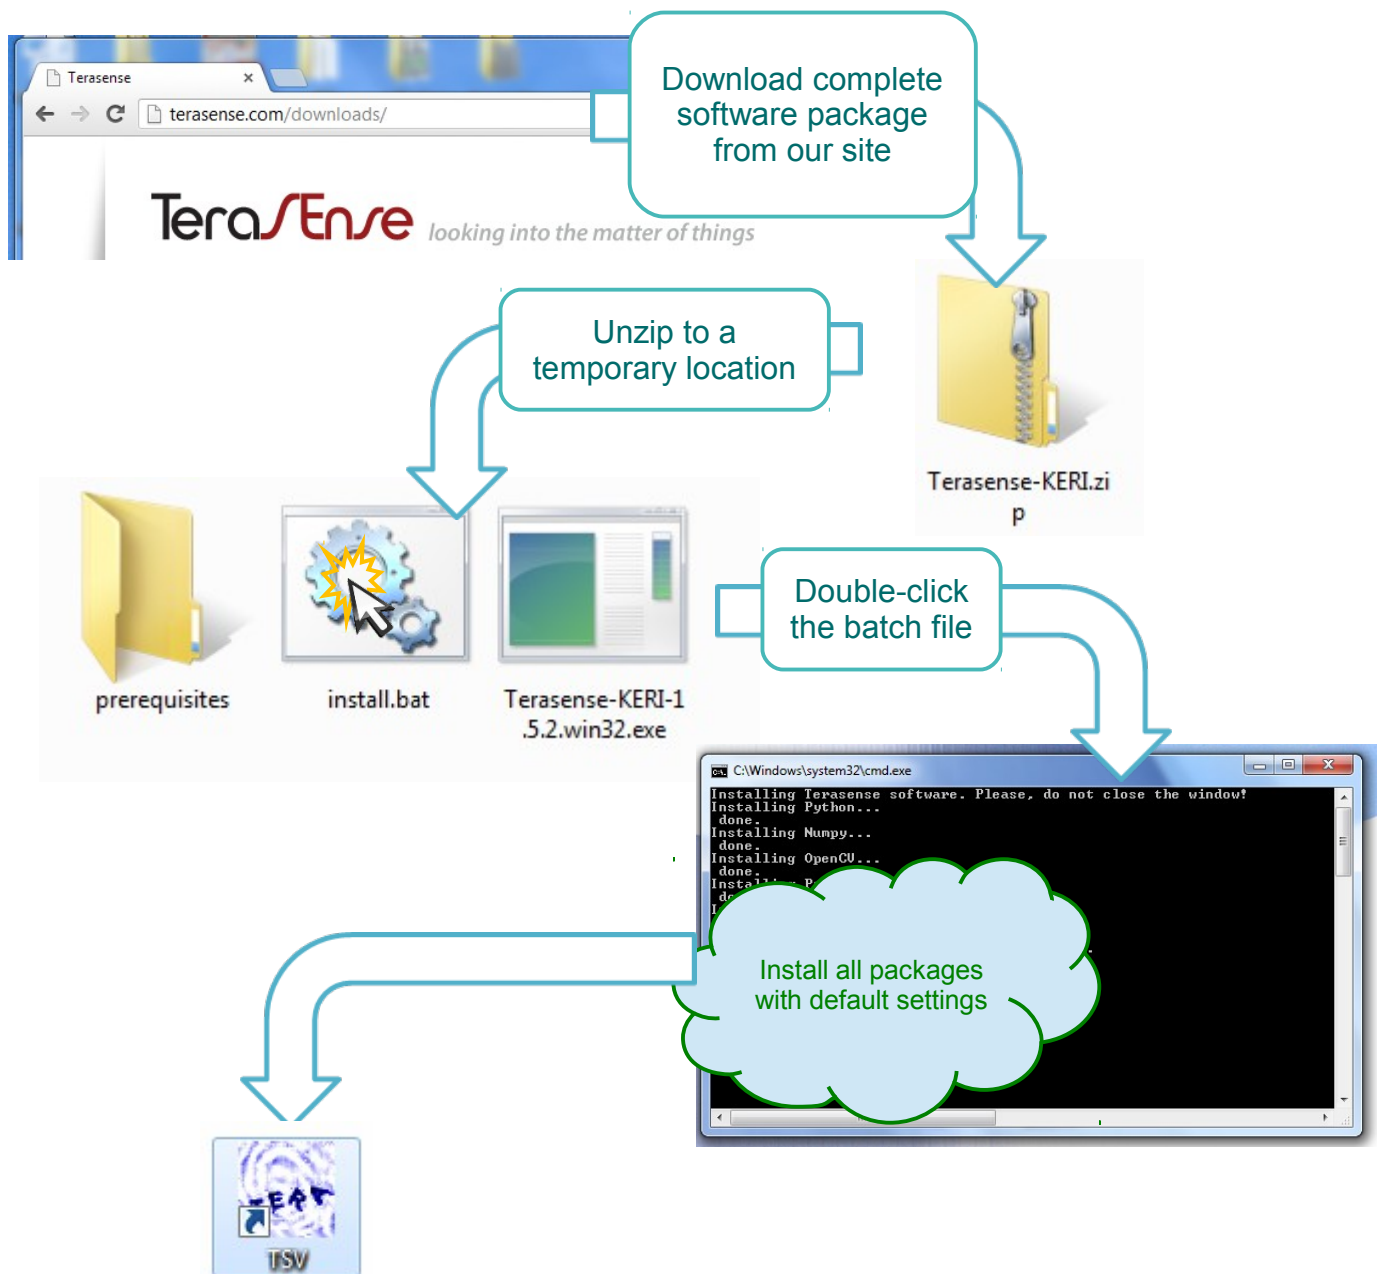 Terasense
terasense.com/downloads/
TeraSEnse looking into the matter of things
Download complete
software package
from our site
Unzip to a
temporary location
Terasense-KERI.zi
p
prerequisites
install.bat
Terasense-KERI-1
.5.2.win32.exe
Double-click
the batch file
C:\Windows\system32\cmd.exe
Installing Terasense software. Please, do not close the window!
Installing Python...
done.
Installing Numpy...
done.
Installing OpenCV...
done.
Installing
Install all packages
with default settings
TSV